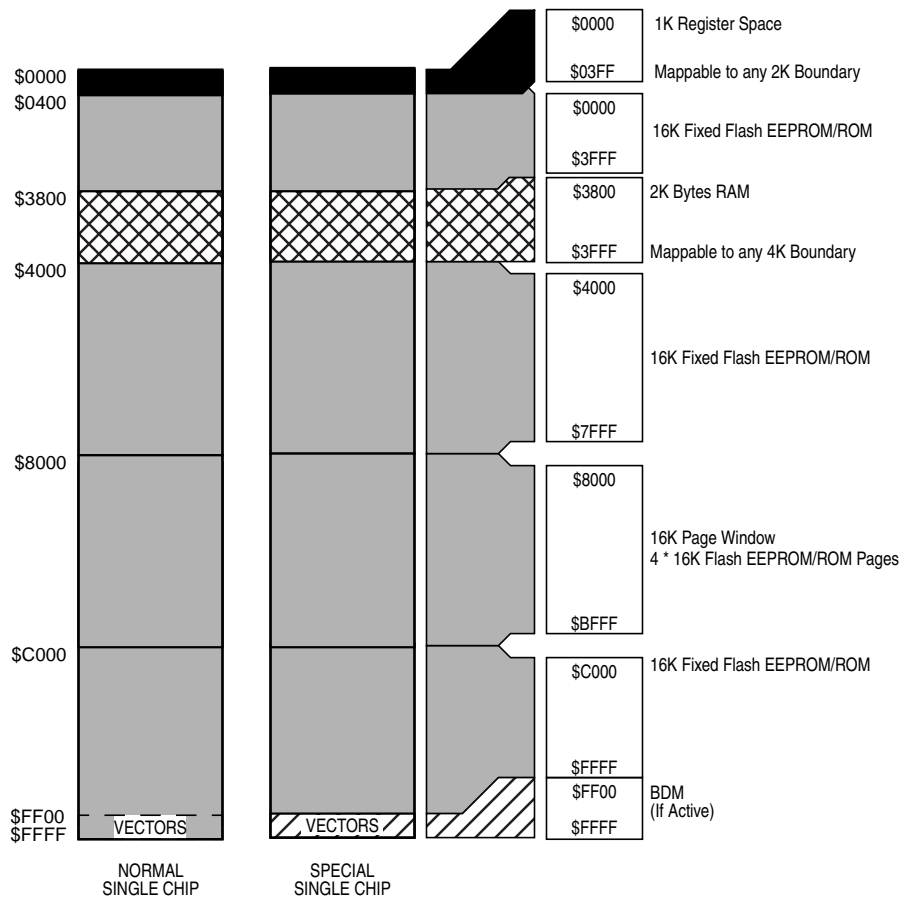 $0000
$0400
$3800
$4000
$8000
$C000
$FF00
$FFFF
VECTORS
NORMAL
SINGLE CHIP
VECTORS
SPECIAL
SINGLE CHIP
$0000
$03FF
1K Register Space
Mappable to any 2K Boundary
$0000
$3FFF
16K Fixed Flash EEPROM/ROM
$3800
$3FFF
2K Bytes RAM
Mappable to any 4K Boundary
$4000
$7FFF
16K Fixed Flash EEPROM/ROM
$8000
$BFFF
16K Page Window
4 * 16K Flash EEPROM/ROM Pages
$C000
$FFFF
16K Fixed Flash EEPROM/ROM
$FF00
$FFFF
BDM
(If Active)